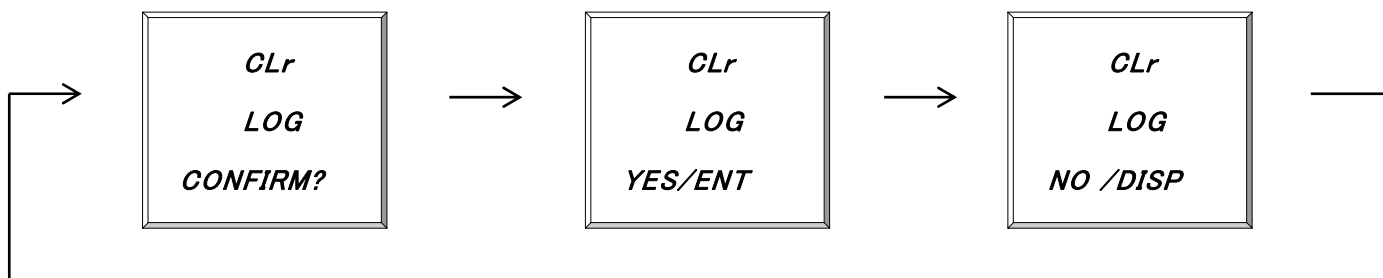 CLr
LOG
CONFIRM?
CLr
LOG
YES/ENT
CLr
LOG
NO /DISP